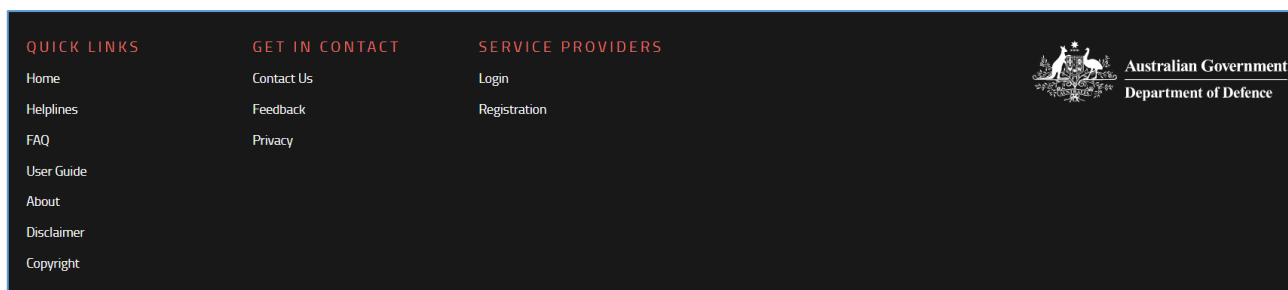 QUICK LINKS
Home
Helplines
FAQ
User Guide
About
Disclaimer
Copyright
GET IN CONTACT
Contact Us
Feedback
Privacy
SERVICE PROVIDERS
Login
Registration
Australian Government
Department of Defence